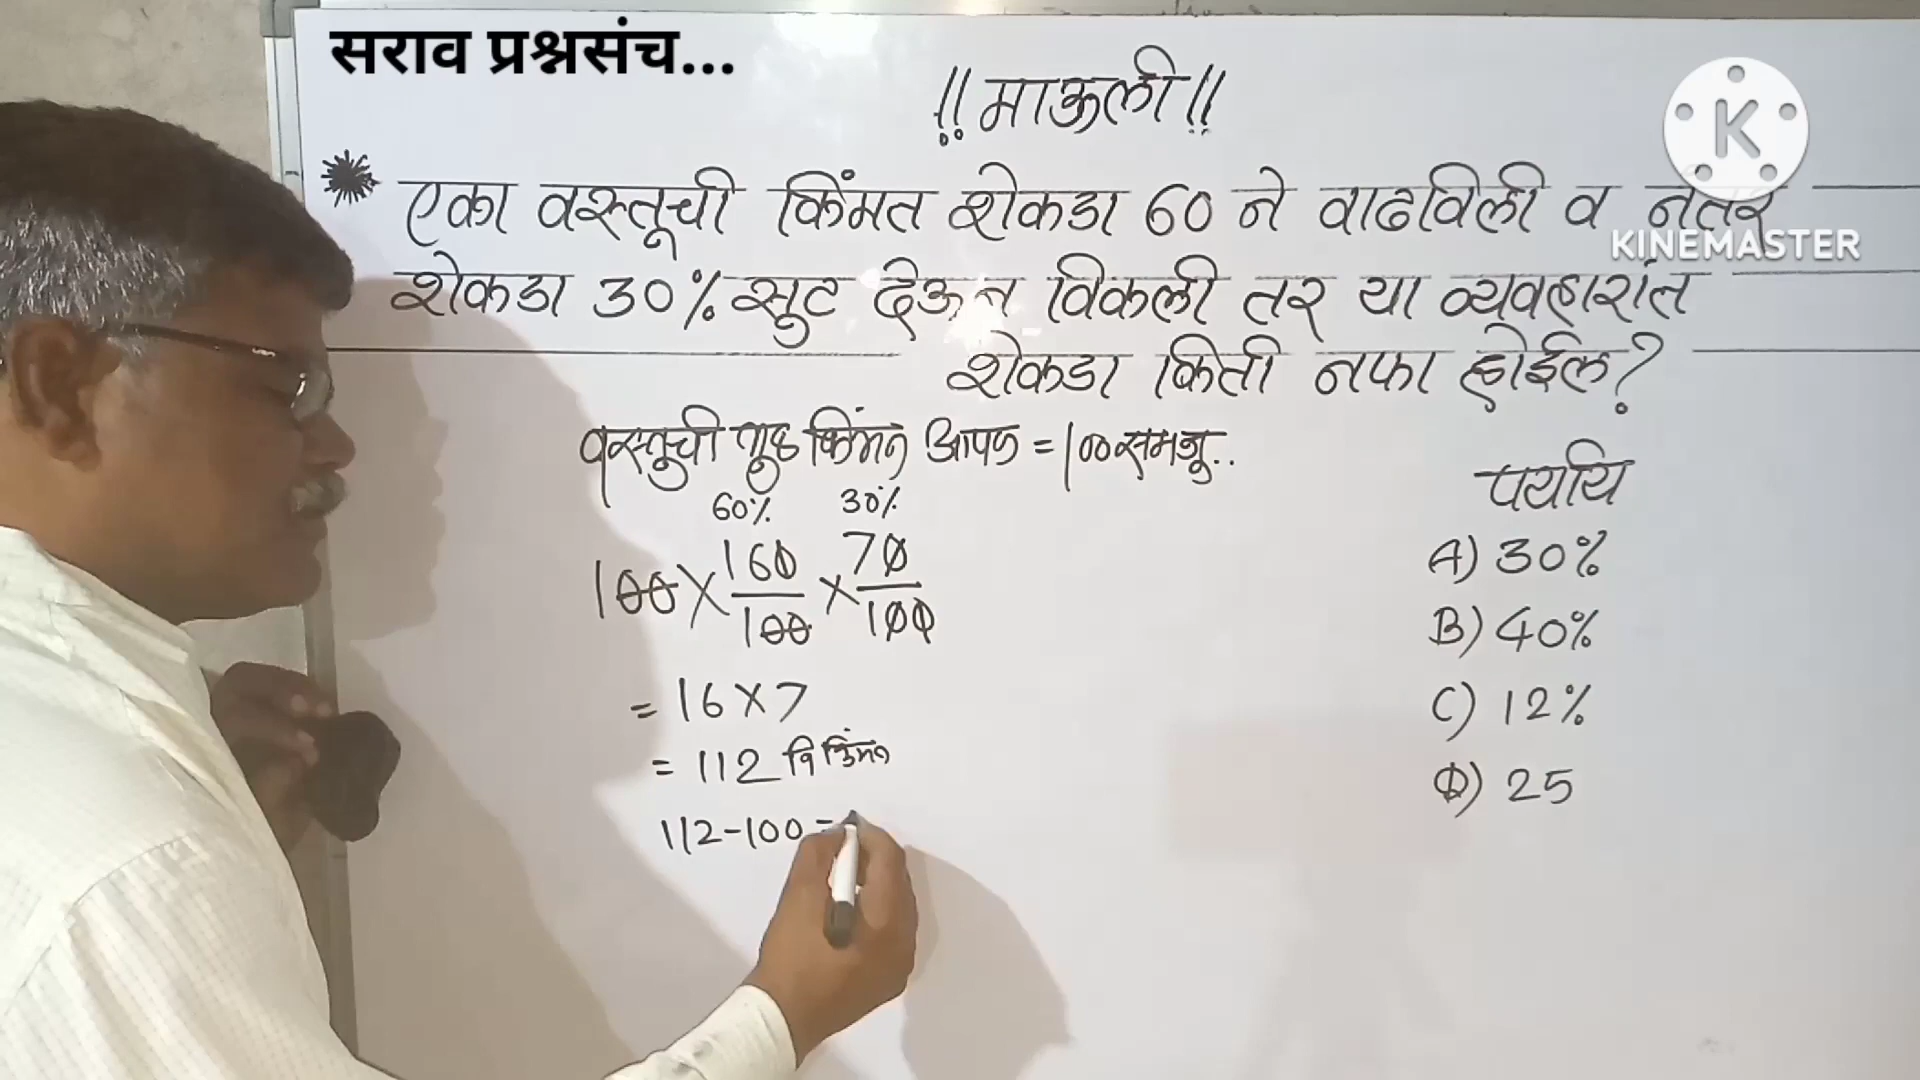 सराव प्रश्नसंच...
!! माऊली !!
K
KINEMASTER
एका वस्तूची किंमत शेकडा 60 ने वाढविली व नंतर
शेकडा 30% सुट देऊन विकली तर या व्यवहारांत
शेकडा किती नफा होईल?
वस्तुची मुळ किंमत आपण = 100 समजू..
60% 30%
100 × 160/100 × 70/100
= 16 × 7
= 112 वि किंमत
112 - 100 =
पर्याय
A) 30%
B) 40%
C) 12%
D) 25